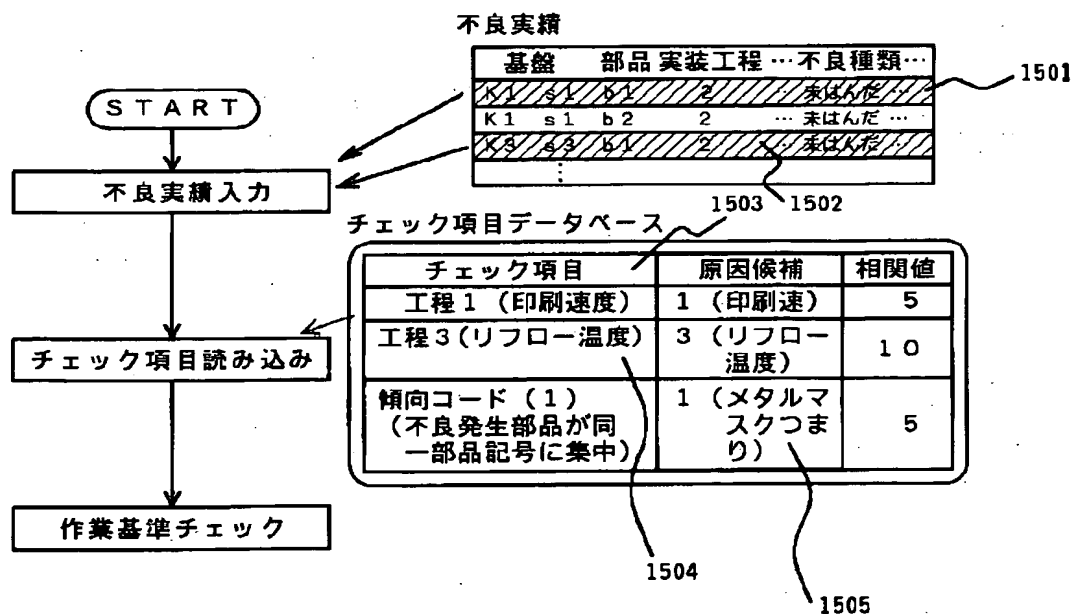 不良実績
基盤 部品 実装工程 … 不良種類 …
K1 s1 b1 2 … 未はんだ …
K1 s1 b2 2 … 未はんだ …
K3 s3 b1 2 … 未はんだ …
⋮
1501
1502
START
不良実績入力
チェック項目データベース
1503
チェック項目 原因候補 相関値
工程1(印刷速度) 1(印刷速) 5
工程3(リフロー温度) 3(リフロー
温度) 10
傾向コード(1)
(不良発生部品が同
一部品記号に集中) 1(メタルマ
スクつま
り) 5
チェック項目読み込み
作業基準チェック
1504
1505